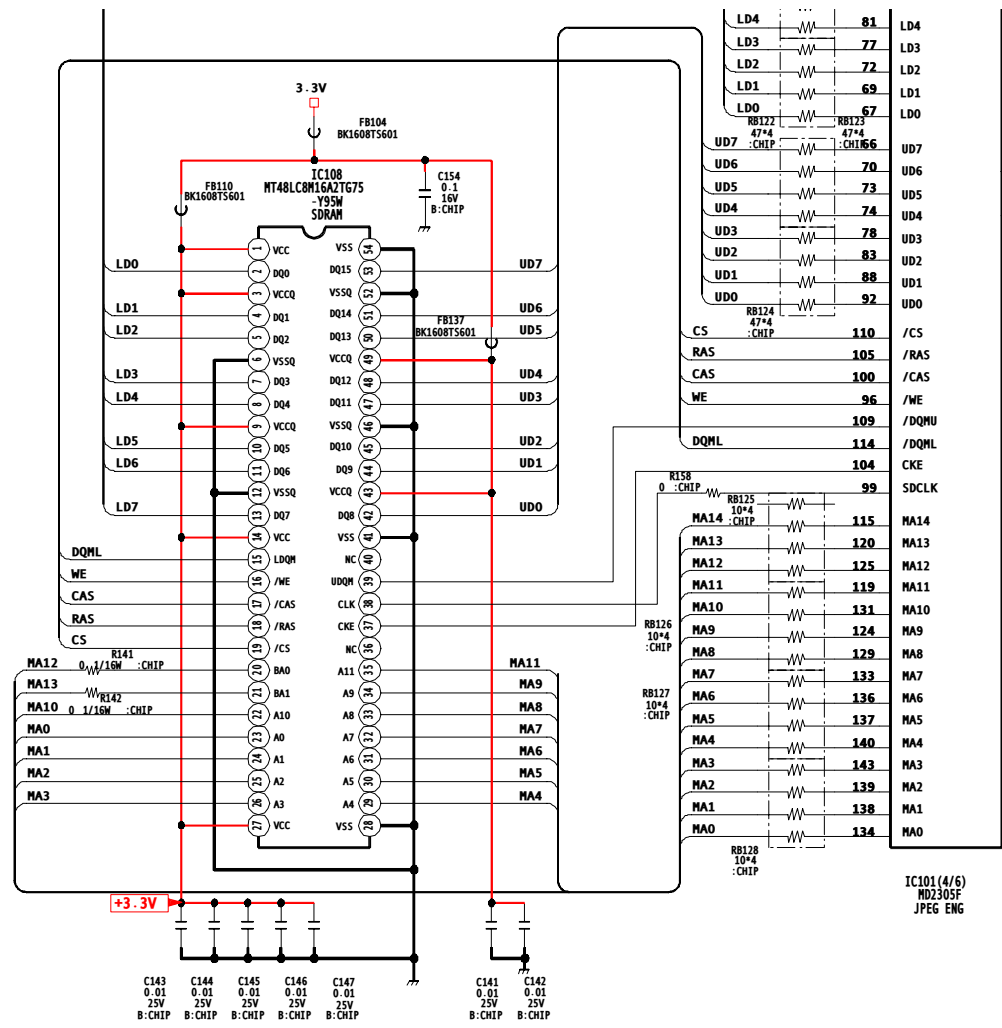 LD4 81 LD4
LD3 77 LD3
LD2 72 LD2
LD1 69 LD1
LD0 67 LD0
RB122 47*4 :CHIP
RB123 47*4 :CHIP
UD7 66 UD7
UD6 70 UD6
UD5 73 UD5
UD4 74 UD4
UD3 78 UD3
UD2 83 UD2
UD1 88 UD1
UD0 92 UD0
RB124 47*4 :CHIP
CS 110 /CS
RAS 105 /RAS
CAS 100 /CAS
WE 96 /WE
109 /DQMU
DQML 114 /DQML
104 CKE
R158 0 :CHIP
99 SDCLK
RB125 10*4 :CHIP
MA14 115 MA14
MA13 120 MA13
MA12 125 MA12
MA11 119 MA11
MA10 131 MA10
RB126 10*4 :CHIP
MA9 124 MA9
MA8 129 MA8
MA7 133 MA7
RB127 10*4 :CHIP
MA6 136 MA6
MA5 137 MA5
MA4 140 MA4
MA3 143 MA3
MA2 139 MA2
MA1 138 MA1
MA0 134 MA0
RB128 10*4 :CHIP
IC101(4/6)
MD2305F
JPEG ENG
3.3V
FB104
BK1608TS601
FB110
BK1608TS601
IC108
MT48LC8M16A2TG75
-Y95W
SDRAM
C154
0.1
16V
B:CHIP
FB137
BK1608TS601
1 VCC VSS 54
LD0 2 DQ0 DQ15 53 UD7
3 VCCQ VSSQ 52
LD1 4 DQ1 DQ14 51 UD6
LD2 5 DQ2 DQ13 50 UD5
6 VSSQ VCCQ 49
LD3 7 DQ3 DQ12 48 UD4
LD4 8 DQ4 DQ11 47 UD3
9 VCCQ VSSQ 46
LD5 10 DQ5 DQ10 45 UD2
LD6 11 DQ6 DQ9 44 UD1
12 VSSQ VCCQ 43
LD7 13 DQ7 DQ8 42 UD0
14 VCC VSS 41
DQML 15 LDQM NC 40
WE 16 /WE UDQM 39
CAS 17 /CAS CLK 38
RAS 18 /RAS CKE 37
CS 19 /CS NC 36
R141
0 1/16W :CHIP
MA12 20 BA0 A11 35 MA11
MA13 21 BA1 A9 34 MA9
R142
0 1/16W :CHIP
MA10 22 A10 A8 33 MA8
MA0 23 A0 A7 32 MA7
MA1 24 A1 A6 31 MA6
MA2 25 A2 A5 30 MA5
MA3 26 A3 A4 29 MA4
27 VCC VSS 28
+3.3V
C143 0.01 25V B:CHIP
C144 0.01 25V B:CHIP
C145 0.01 25V B:CHIP
C146 0.01 25V B:CHIP
C147 0.01 25V B:CHIP
C141 0.01 25V B:CHIP
C142 0.01 25V B:CHIP